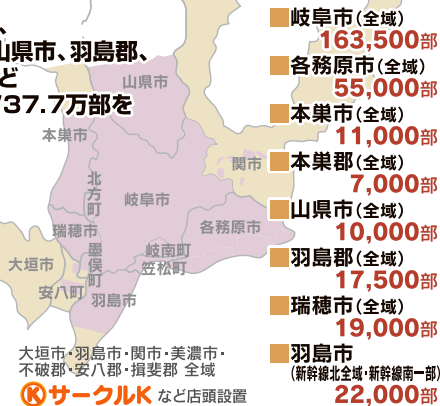 、
山県市、羽島郡、
ど
37.7万部を
山県市
本巣市
関市
北方町
岐阜市
瑞穂市
各務原市
墨俣町
岐南町
笠松町
大垣市
安八町
羽島市
大垣市・羽島市・関市・美濃市・
不破郡・安八郡・揖斐郡 全域
ⓀサークルK など店頭設置
岐阜市(全域)
163,500部
各務原市(全域)
55,000部
本巣市(全域)
11,000部
本巣郡(全域)
7,000部
山県市(全域)
10,000部
羽島郡(全域)
17,500部
瑞穂市(全域)
19,000部
羽島市
(新幹線北全域・新幹線南一部)
22,000部